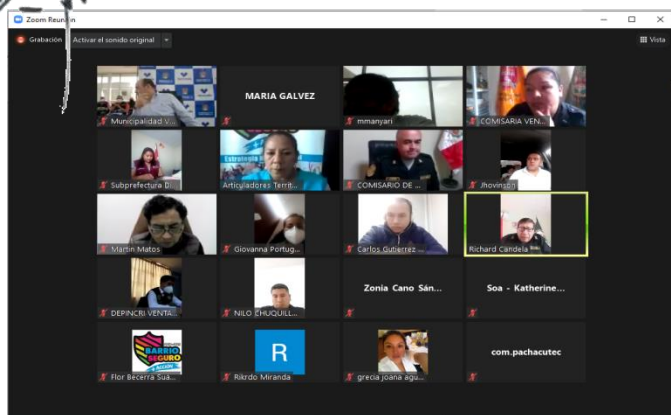 Zoom Reunión
Grabación
Activar el sonido original
Vista
Municipalidad V...
MARIA GALVEZ
mmanyari
COMISARIA VEN...
Subprefectura D...
Articuladores Territ...
COMISARIO DE ...
Jhovinson
Martin Matos
Giovanna Portug...
Carlos Gutierrez ...
Richard Candela
DEPINCRI VENTA...
NILO CHUQUILL...
Zonia Cano Sán...
Soa - Katherine...
BARRIO
SEGURO
Flor Becerra Suá...
R
Rikrdo Miranda
grecia joana agu...
com.pachacutec